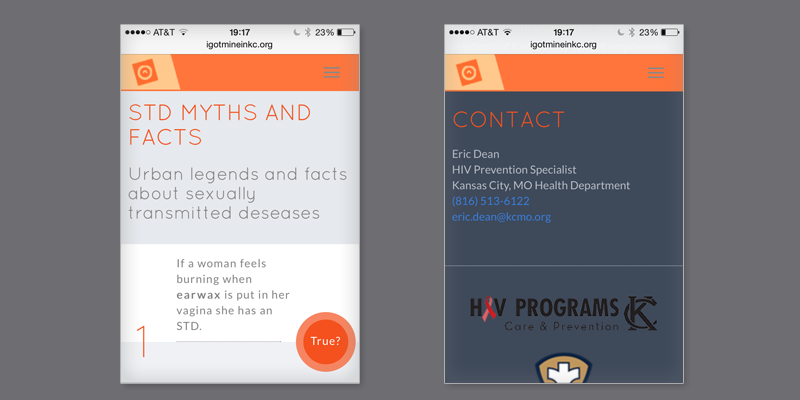 AT&T 19:17 23%
igotmineinkc.org
STD MYTHS AND
FACTS
Urban legends and facts
about sexually
transmitted deseases
If a woman feels
burning when
earwax is put in her
vagina she has an
STD.
1
True?
AT&T 19:17 23%
igotmineinkc.org
CONTACT
Eric Dean
HIV Prevention Specialist
Kansas City, MO Health Department
(816) 513-6122
eric.dean@kcmo.org
HIV PROGRAMS KC
Care & Prevention